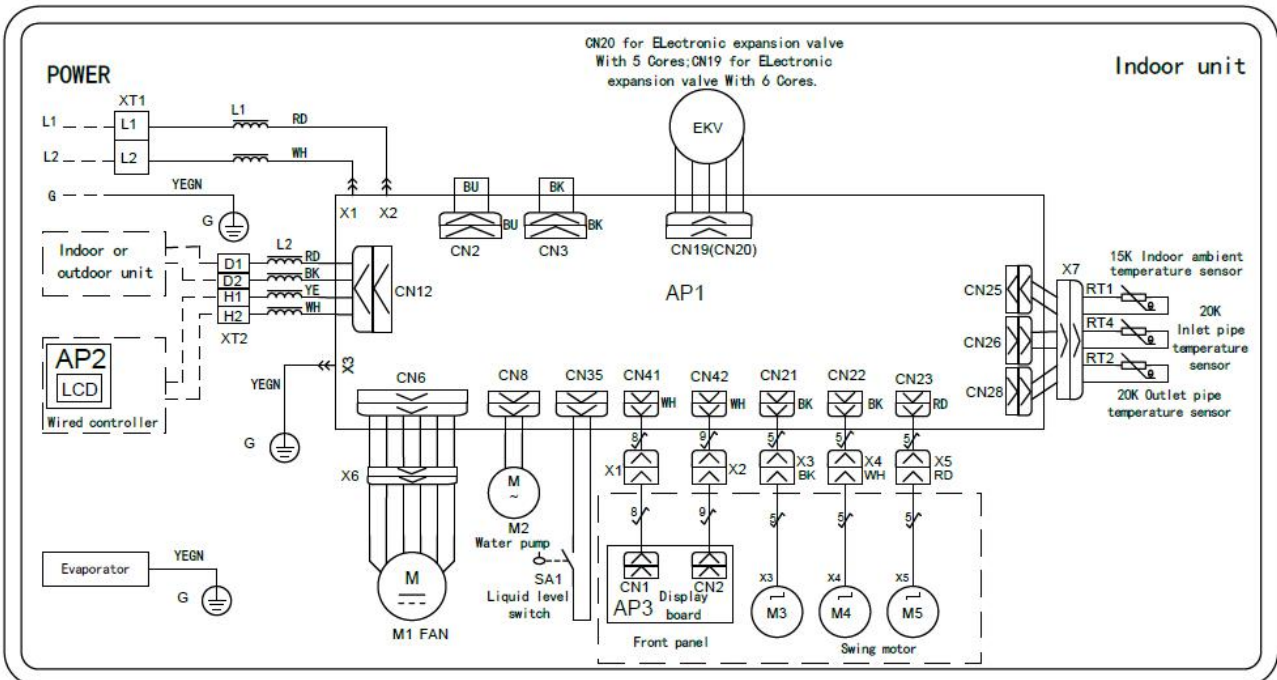 CN20 for ELectronic expansion valve
With 5 Cores;CN19 for ELectronic
expansion valve With 6 Cores.
POWER
Indoor unit
XT1
L1
L1
L1
RD
EKV
L2
L2
WH
G
YEGN
G
X1
X2
BU
BU
CN2
BK
BK
CN3
CN19(CN20)
Indoor or
outdoor unit
L2
D1
RD
D2
BK
H1
YE
H2
WH
XT2
CN12
AP1
CN25
CN26
CN28
X7
15K Indoor ambient
temperature sensor
RT1
RT4
RT2
20K
Inlet pipe
temperature
sensor
20K Outlet pipe
temperature sensor
AP2
LCD
Wired controller
X3
YEGN
G
CN6
CN8
CN35
CN41
WH
CN42
WH
CN21
BK
CN22
BK
CN23
RD
8
9
5
5
5
X6
X1
X2
X3
BK
X4
WH
X5
RD
8
9
5
5
5
M
~
M2
Water pump
SA1
Liquid level
switch
M
M1 FAN
CN1
CN2
AP3
Display
board
Front panel
X3
M3
X4
M4
X5
M5
Swing motor
Evaporator
YEGN
G